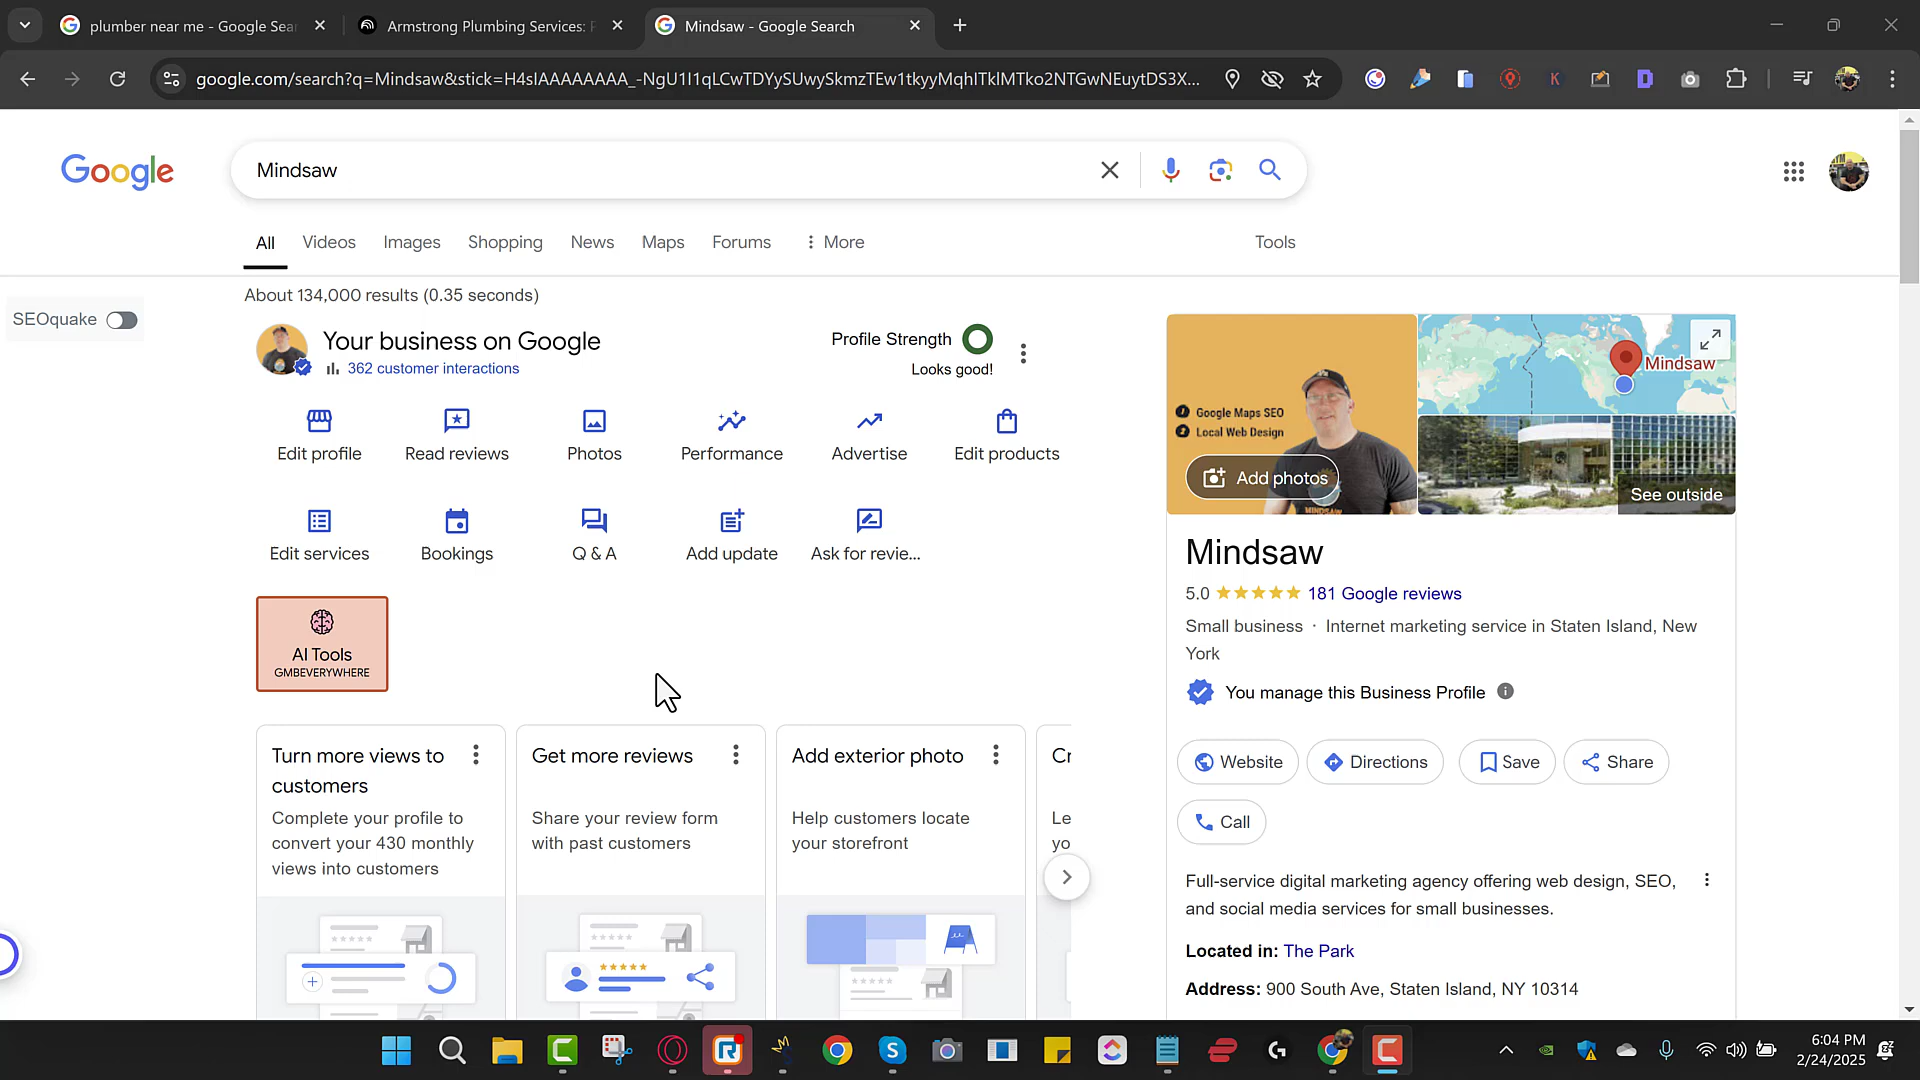 plumber near me - Google Sear
Armstrong Plumbing Services: F
Mindsaw - Google Search
google.com/search?q=Mindsaw&stick=H4sIAAAAAAAA_-NgU1I1qLCwTDYySUwySkmzTEw1tkyyMqhITklMTko2NTGwNEuytDS3X...
Google
Mindsaw
All
Videos
Images
Shopping
News
Maps
Forums
More
Tools
About 134,000 results (0.35 seconds)
SEOquake
Your business on Google
362 customer interactions
Profile Strength
Looks good!
Edit profile
Read reviews
Photos
Performance
Advertise
Edit products
Edit services
Bookings
Q & A
Add update
Ask for revie...
AI Tools
GMBEVERYWHERE
Turn more views to
customers
Complete your profile to
convert your 430 monthly
views into customers
Get more reviews
Share your review form
with past customers
Add exterior photo
Help customers locate
your storefront
Cr
Le
yo
1 Google Maps SEO
2 Local Web Design
Add photos
MINDSAW
Mindsaw
See outside
Mindsaw
5.0
181 Google reviews
Small business · Internet marketing service in Staten Island, New
York
You manage this Business Profile
Website
Directions
Save
Share
Call
Full-service digital marketing agency offering web design, SEO,
and social media services for small businesses.
Located in: The Park
Address: 900 South Ave, Staten Island, NY 10314
6:04 PM
2/24/2025